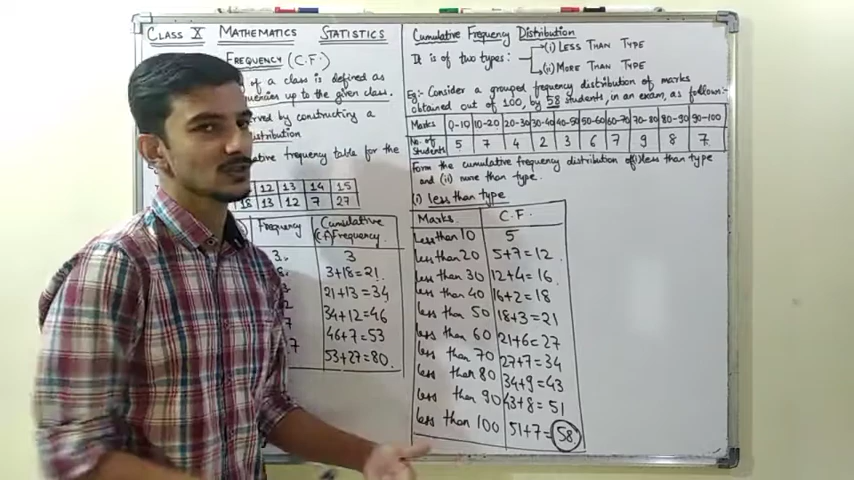 CLASS X MATHEMATICS STATISTICS
FREQUENCY (C.F.)
y of a class is defined as
equencies up to the given class.
erved by constructing a
distribution
ative frequency table for the
12 13 14 15
18 13 12 7 27
Frequency Cumulative (C.F) Frequency
3 3
3+18=21
21+13=34
34+12=46
7 46+7=53
7 53+27=80
Cumulative Frequency Distribution
It is of two types:- (i) LESS THAN TYPE
(ii) MORE THAN TYPE
Eg:- Consider a grouped frequency distribution of marks
obtained out of 100, by 58 students, in an exam, as follows:-
Marks 0-10 10-20 20-30 30-40 40-50 50-60 60-70 70-80 80-90 90-100
No. of Students 5 7 4 2 3 6 7 9 8 7
Form the cumulative frequency distribution of (i) less than type
and (ii) more than type.
(i) less than type
Marks. C.F.
Less than 10 5
less than 20 5+7=12
less than 30 12+4=16
less than 40 16+2=18
less than 50 18+3=21
less than 60 21+6=27
less than 70 27+7=34
less than 80 34+9=43
less than 90 43+8=51
less than 100 51+7=58